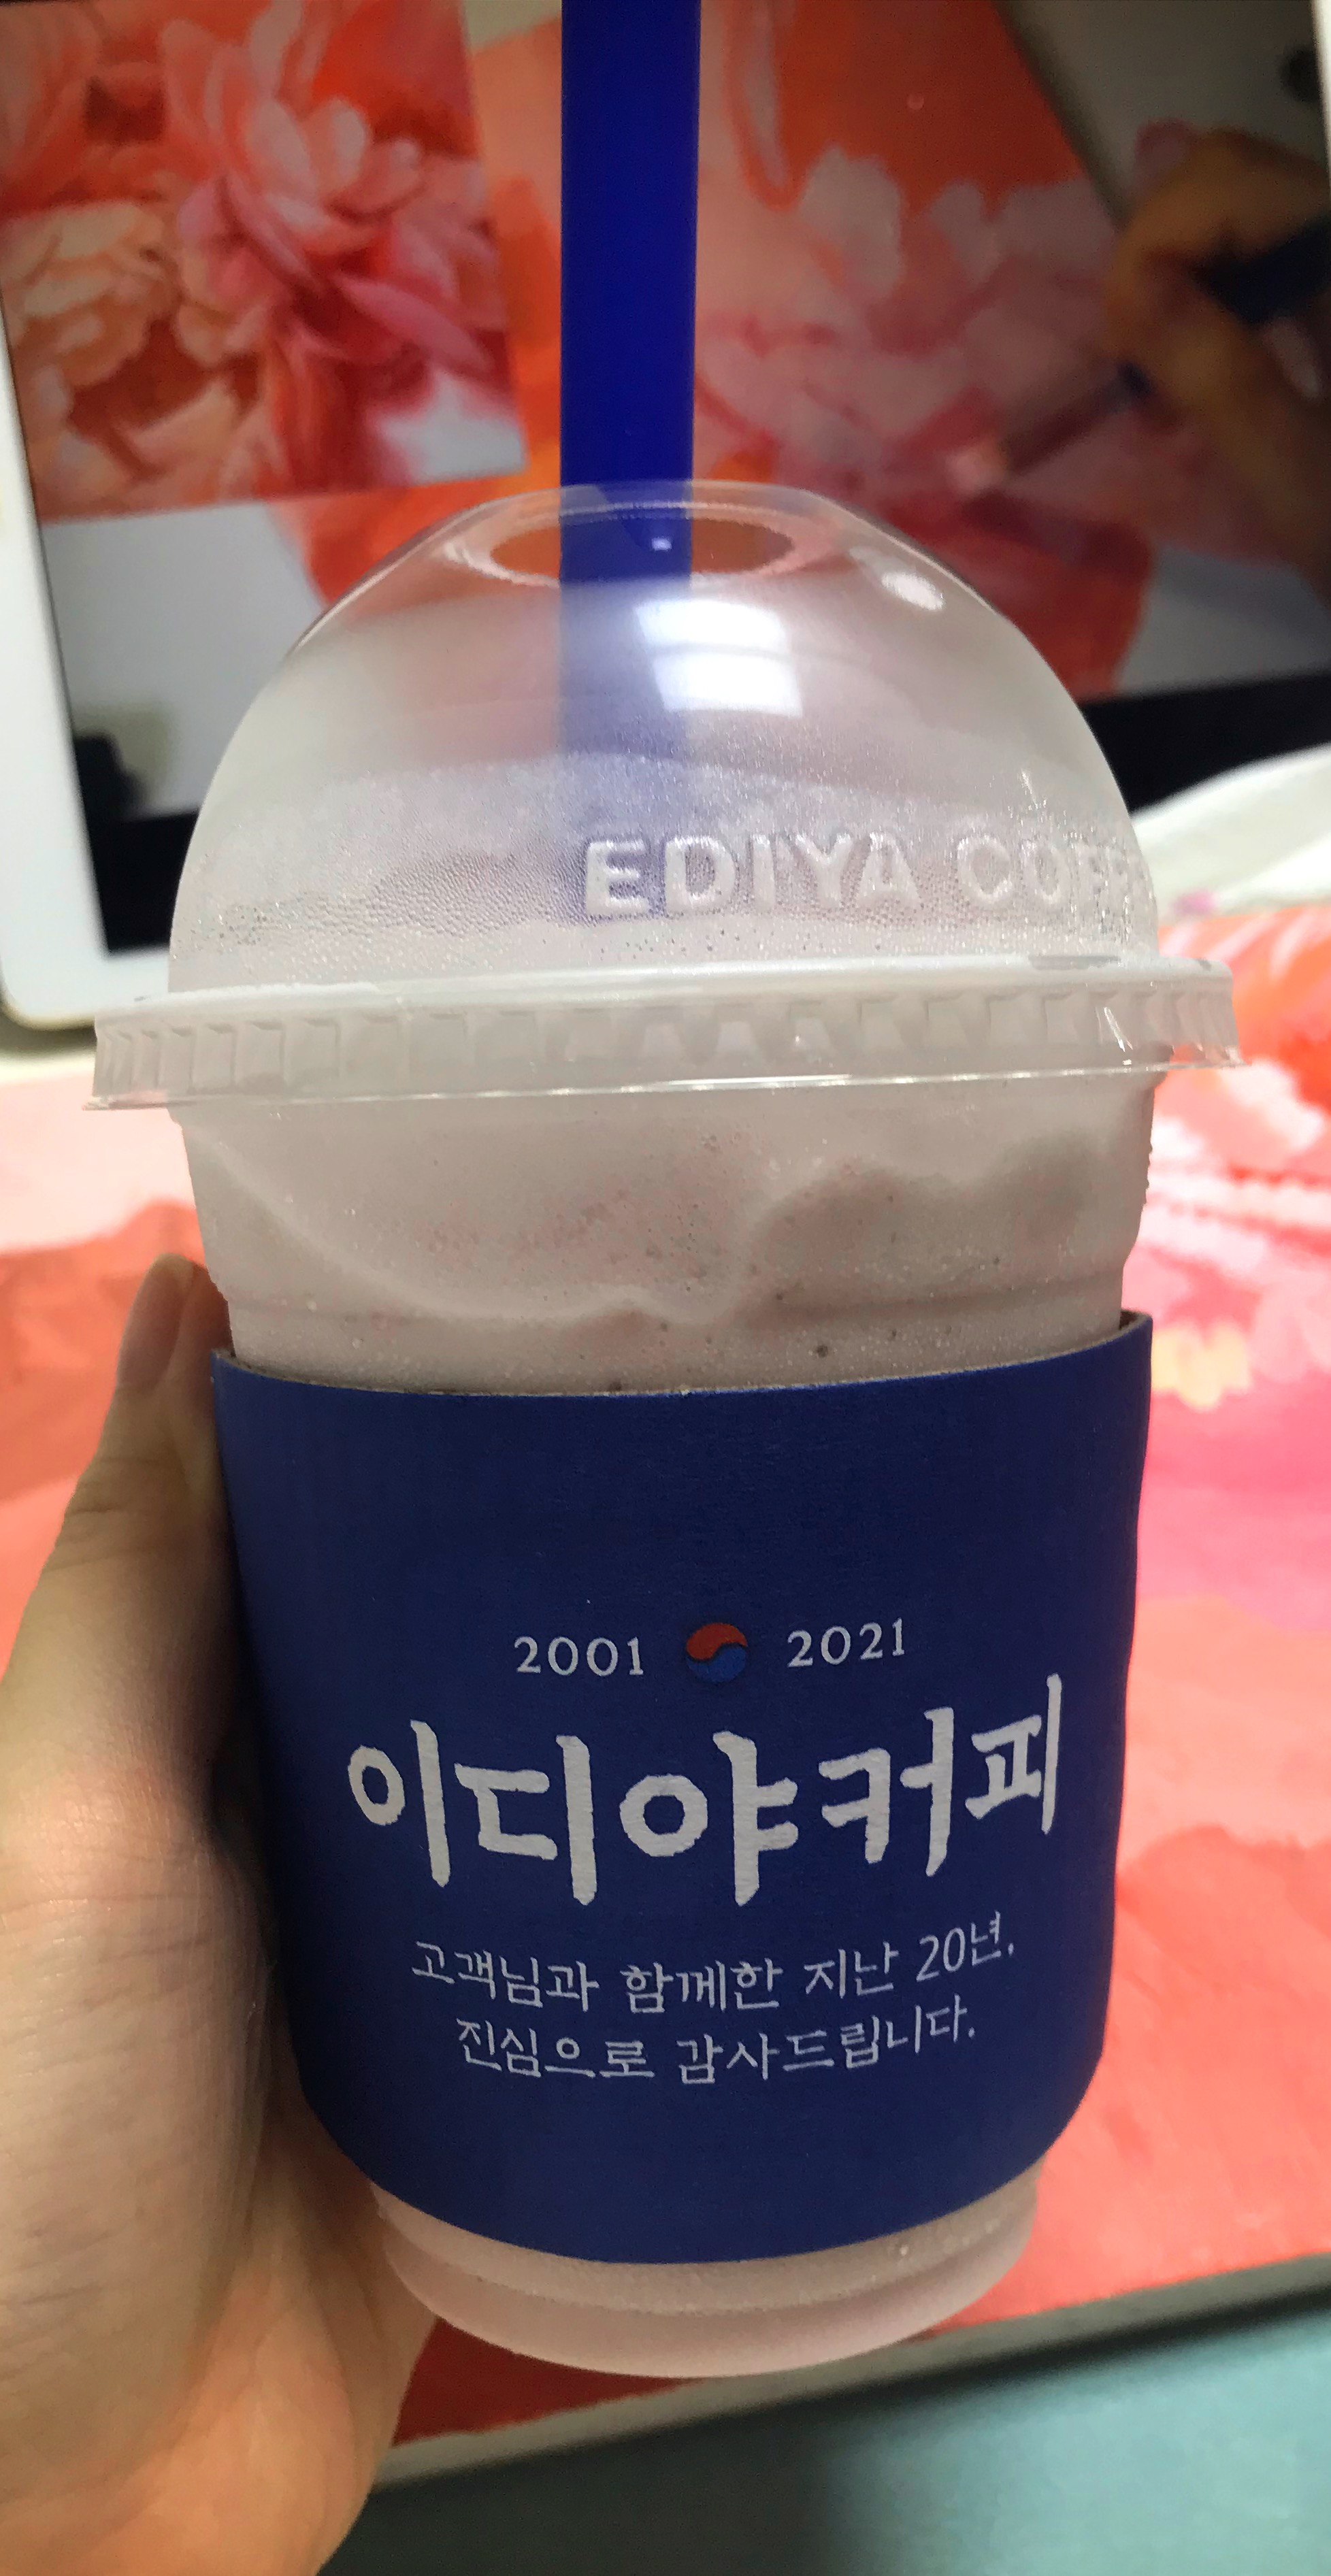 EDIYA COFFE
2001 2021
이디야커피
고객님과 함께한 지난 20년,
진심으로 감사드립니다.